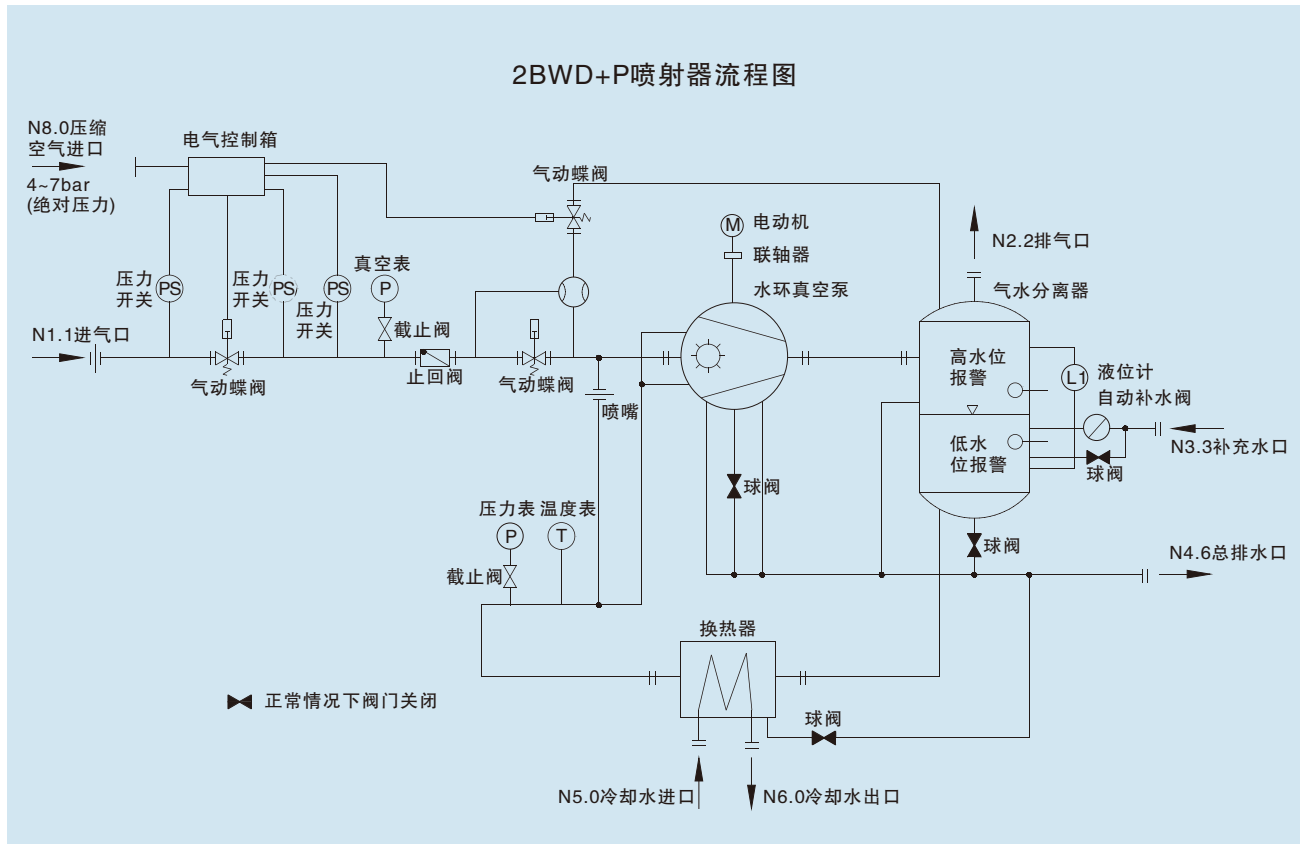 2BWD+P喷射器流程图
N8.0压缩
空气进口
4~7bar
(绝对压力)
电气控制箱
气动蝶阀
M
电动机
联轴器
水环真空泵
N2.2排气口
气水分离器
压力
开关
PS
压力
开关
PS
压力
开关
PS
真空表
P
截止阀
N1.1进气口
气动蝶阀
止回阀
气动蝶阀
喷嘴
高水位
报警
L1
液位计
自动补水阀
低水
位报警
N3.3补充水口
球阀
球阀
压力表
温度表
P
T
截止阀
球阀
N4.6总排水口
换热器
正常情况下阀门关闭
球阀
N5.0冷却水进口
N6.0冷却水出口